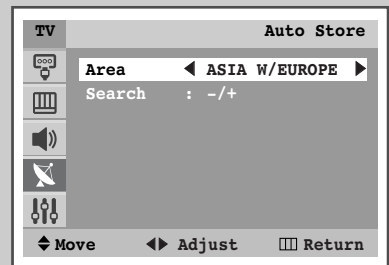 TV Auto Store
Area ◀ ASIA W/EUROPE ▶
Search : -/+
Move Adjust Return